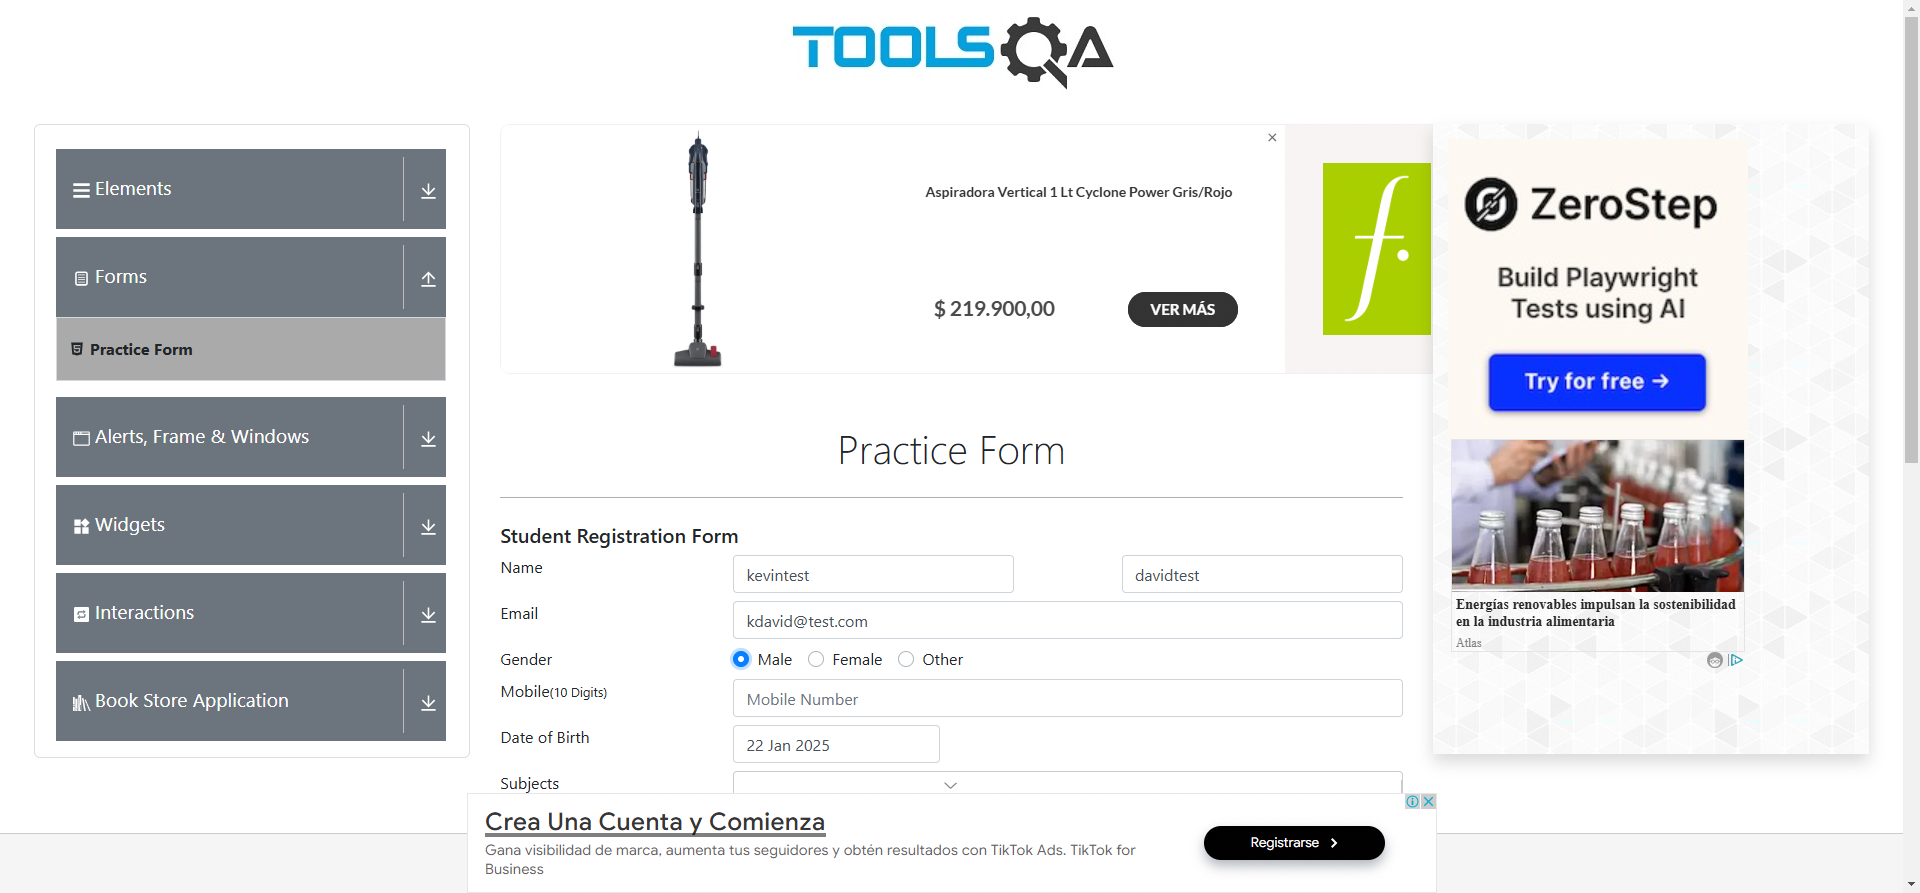 TOOLSQA
Elements
Forms
Practice Form
Alerts, Frame & Windows
Widgets
Interactions
Book Store Application
Aspiradora Vertical 1 Lt Cyclone Power Gris/Rojo
$ 219.900,00
VER MÁS
f.
ZeroStep
Build Playwright
Tests using AI
Try for free →
Energías renovables impulsan la sostenibilidad
en la industria alimentaria
Atlas
Practice Form
Student Registration Form
Name
kevintest
davidtest
Email
kdavid@test.com
Gender
Male
Female
Other
Mobile(10 Digits)
Mobile Number
Date of Birth
22 Jan 2025
Subjects
Crea Una Cuenta y Comienza
Gana visibilidad de marca, aumenta tus seguidores y obtén resultados con TikTok Ads. TikTok for
Business
Registrarse